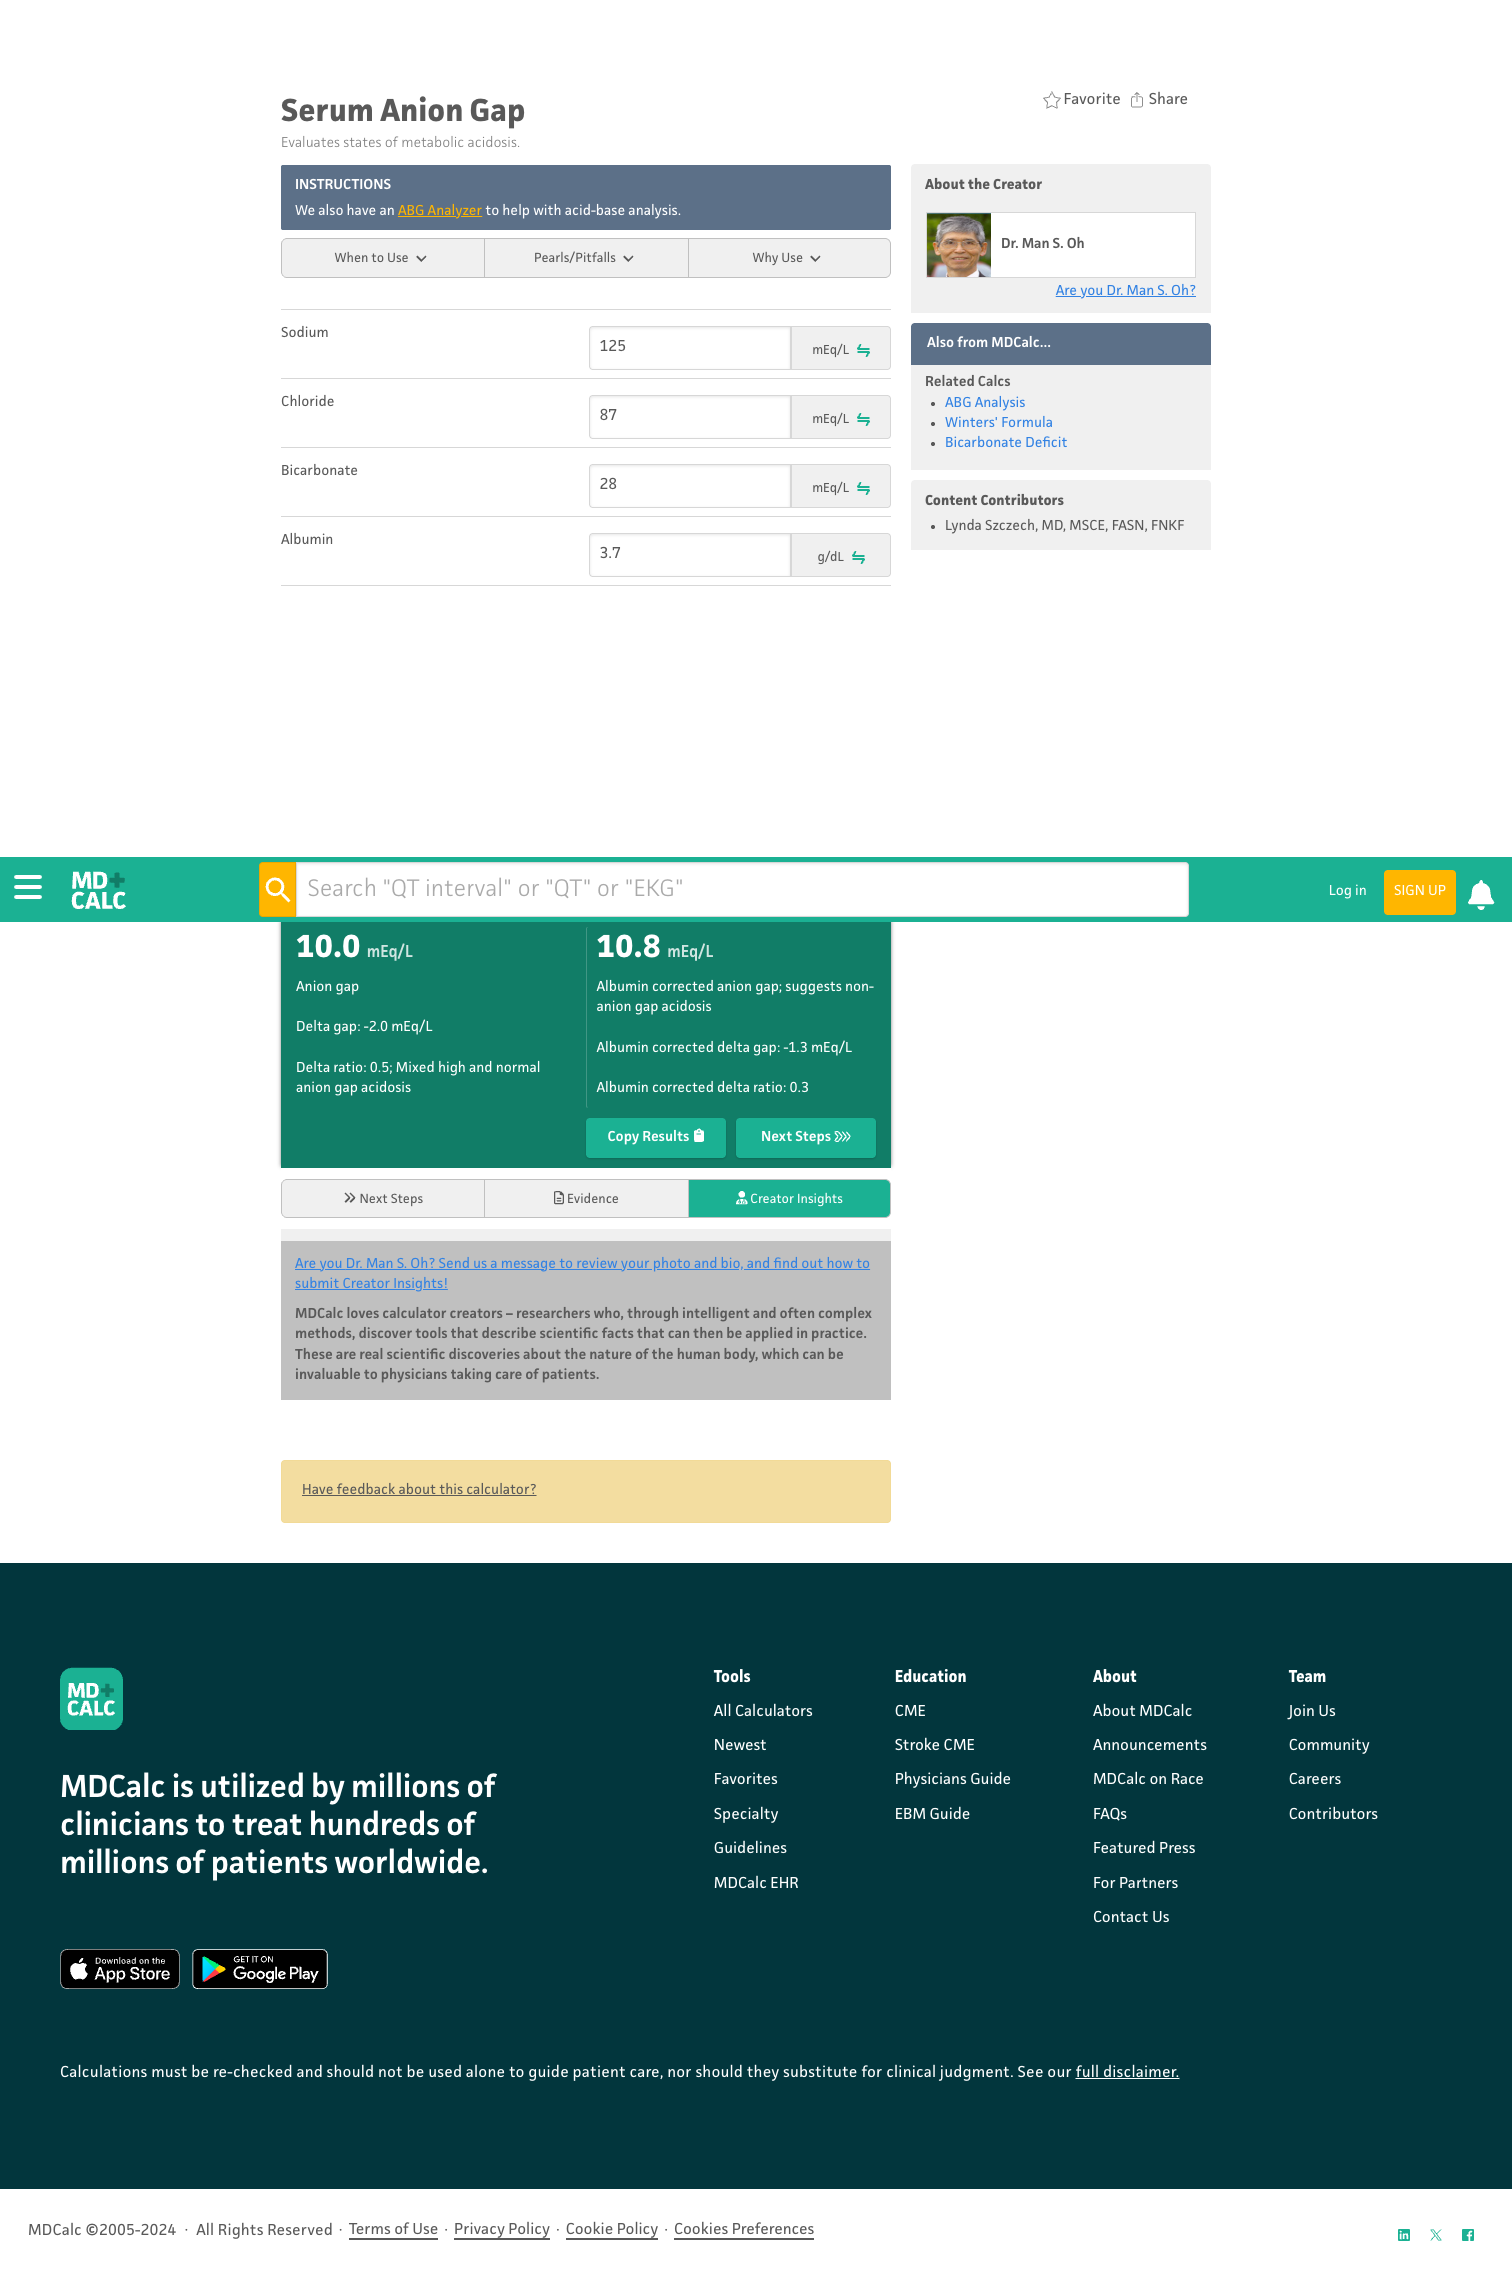 Serum Anion Gap
Favorite
Share
Evaluates states of metabolic acidosis.
INSTRUCTIONS
We also have an ABG Analyzer to help with acid-base analysis.
When to Use
Pearls/Pitfalls
Why Use
Sodium
125
mEq/L
Chloride
87
mEq/L
Bicarbonate
28
mEq/L
Albumin
3.7
g/dL
About the Creator
Dr. Man S. Oh
Are you Dr. Man S. Oh?
Also from MDCalc...
Related Calcs
ABG Analysis
Winters' Formula
Bicarbonate Deficit
Content Contributors
Lynda Szczech, MD, MSCE, FASN, FNKF
MD+
CALC
Search "QT interval" or "QT" or "EKG"
Log in
SIGN UP
10.0 mEq/L
Anion gap
Delta gap: -2.0 mEq/L
Delta ratio: 0.5; Mixed high and normal
anion gap acidosis
10.8 mEq/L
Albumin corrected anion gap; suggests non-
anion gap acidosis
Albumin corrected delta gap: -1.3 mEq/L
Albumin corrected delta ratio: 0.3
Copy Results
Next Steps
Next Steps
Evidence
Creator Insights
Are you Dr. Man S. Oh? Send us a message to review your photo and bio, and find out how to
submit Creator Insights!
MDCalc loves calculator creators – researchers who, through intelligent and often complex
methods, discover tools that describe scientific facts that can then be applied in practice.
These are real scientific discoveries about the nature of the human body, which can be
invaluable to physicians taking care of patients.
Have feedback about this calculator?
MD+
CALC
MDCalc is utilized by millions of
clinicians to treat hundreds of
millions of patients worldwide.
Download on the
App Store
GET IT ON
Google Play
Tools
All Calculators
Newest
Favorites
Specialty
Guidelines
MDCalc EHR
Education
CME
Stroke CME
Physicians Guide
EBM Guide
About
About MDCalc
Announcements
MDCalc on Race
FAQs
Featured Press
For Partners
Contact Us
Team
Join Us
Community
Careers
Contributors
Calculations must be re-checked and should not be used alone to guide patient care, nor should they substitute for clinical judgment. See our full disclaimer.
MDCalc ©2005-2024 · All Rights Reserved · Terms of Use · Privacy Policy · Cookie Policy · Cookies Preferences